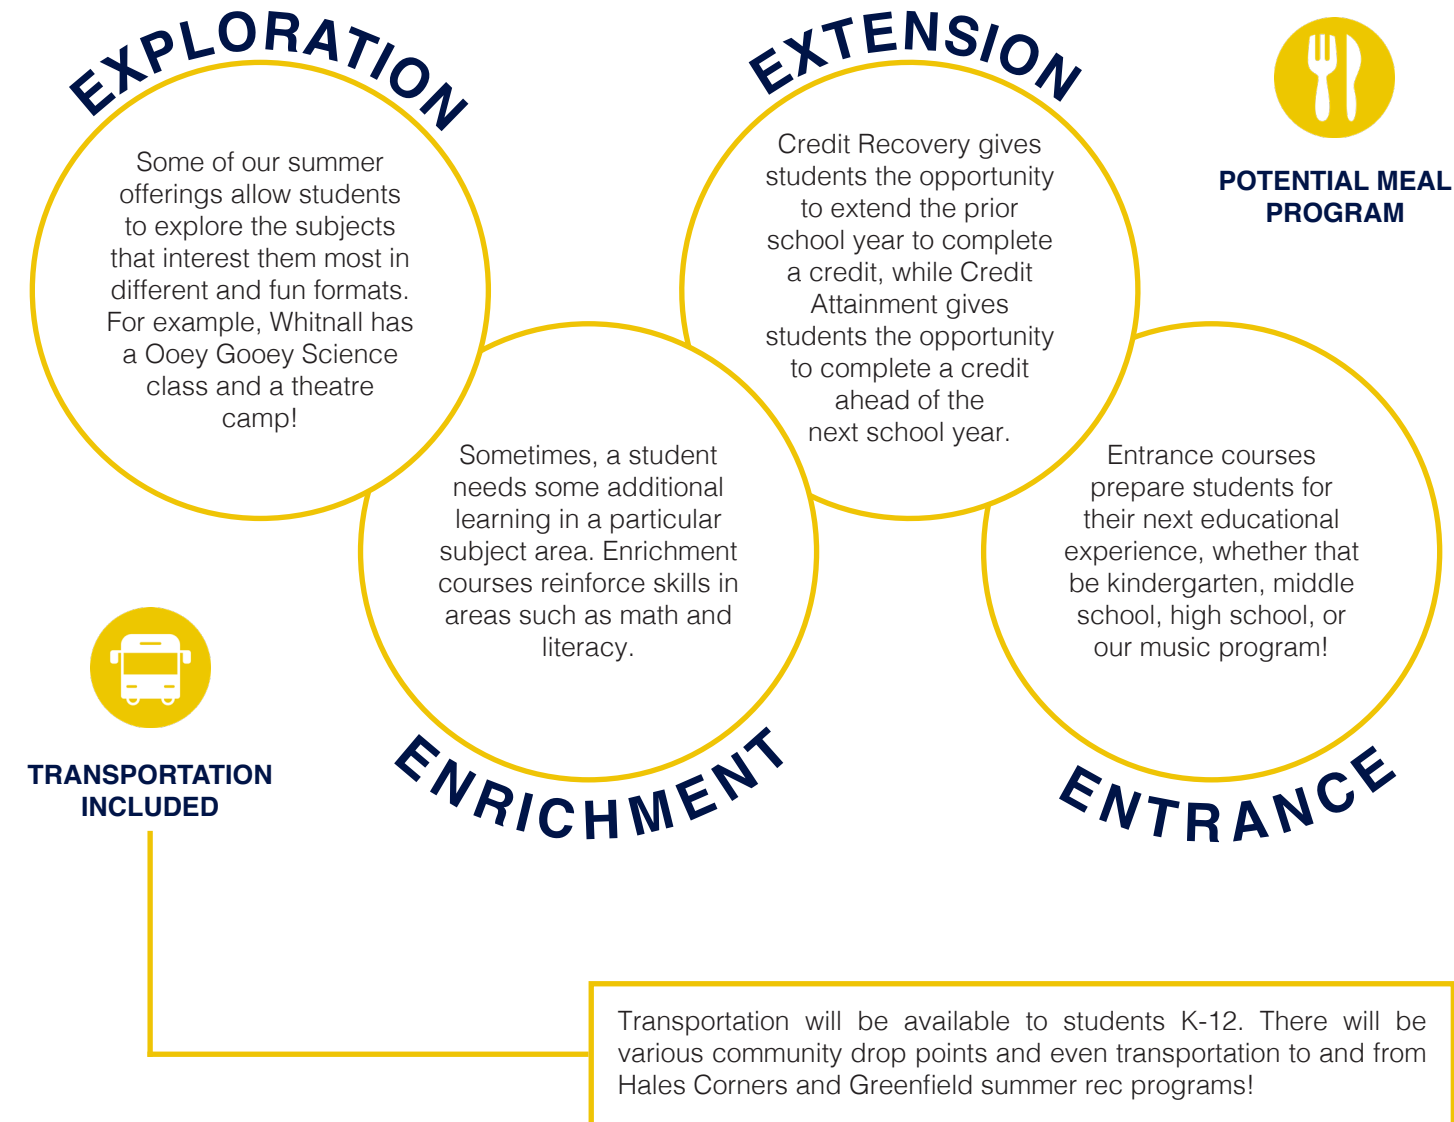 EXPLORATION
Some of our summer
offerings allow students
to explore the subjects
that interest them most in
different and fun formats.
For example, Whitnall has
a Ooey Gooey Science
class and a theatre
camp!
EXTENSION
Credit Recovery gives
students the opportunity
to extend the prior
school year to complete
a credit, while Credit
Attainment gives
students the opportunity
to complete a credit
ahead of the
next school year.
POTENTIAL MEAL
PROGRAM
Sometimes, a student
needs some additional
learning in a particular
subject area. Enrichment
courses reinforce skills in
areas such as math and
literacy.
ENRICHMENT
Entrance courses
prepare students for
their next educational
experience, whether that
be kindergarten, middle
school, high school, or
our music program!
ENTRANCE
TRANSPORTATION
INCLUDED
Transportation will be available to students K-12. There will be
various community drop points and even transportation to and from
Hales Corners and Greenfield summer rec programs!